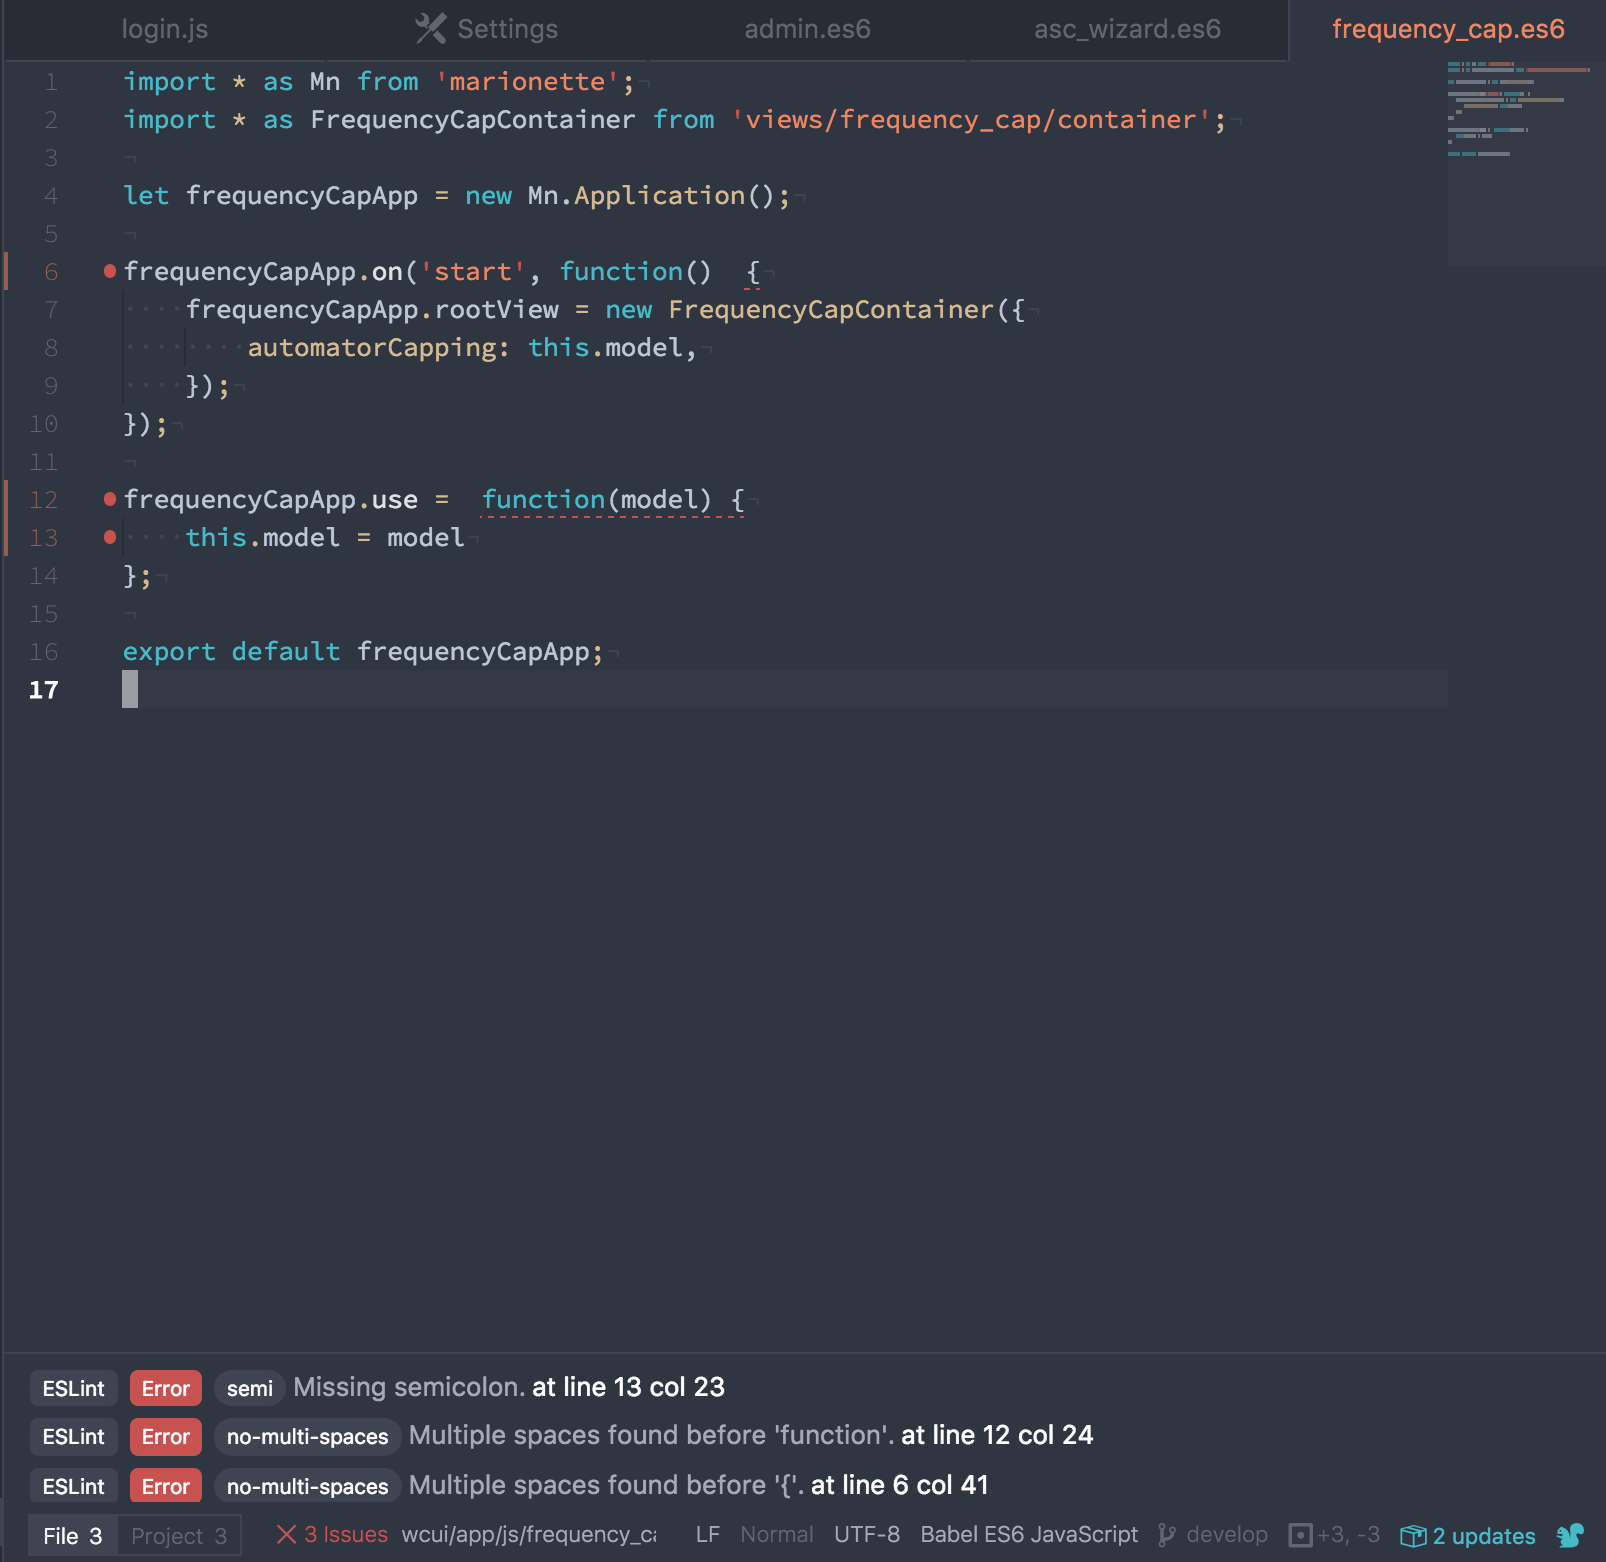 login.js Settings admin.es6 asc_wizard.es6 frequency_cap.es6
1 import * as Mn from 'marionette';¬
2 import * as FrequencyCapContainer from 'views/frequency_cap/container';¬
3 ¬
4 let frequencyCapApp = new Mn.Application();¬
5 ¬
6 frequencyCapApp.on('start', function()  {¬
7 ····frequencyCapApp.rootView = new FrequencyCapContainer({¬
8 ········automatorCapping: this.model,¬
9 ····});¬
10 });¬
11 ¬
12 frequencyCapApp.use =  function(model) {¬
13 ····this.model = model¬
14 };¬
15 ¬
16 export default frequencyCapApp;¬
17
ESLint Error semi Missing semicolon. at line 13 col 23
ESLint Error no-multi-spaces Multiple spaces found before 'function'. at line 12 col 24
ESLint Error no-multi-spaces Multiple spaces found before '{'. at line 6 col 41
File 3 Project 3 3 Issues wcui/app/js/frequency_ca LF Normal UTF-8 Babel ES6 JavaScript develop +3, -3 2 updates